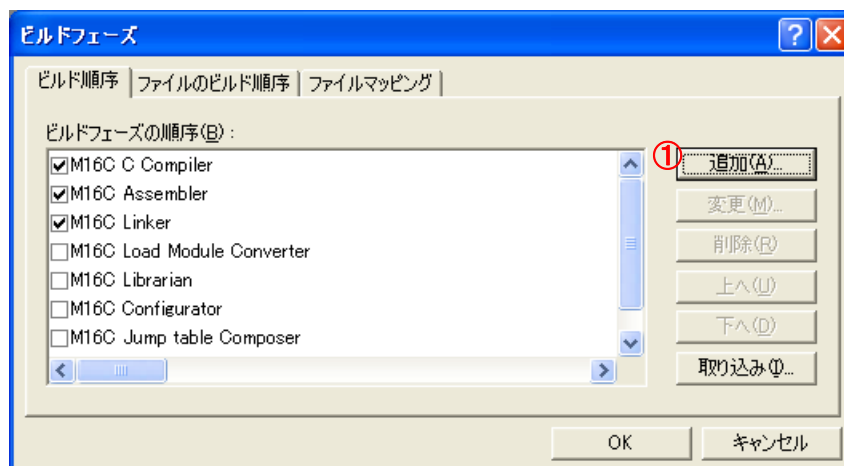 ビルドフェーズ
ビルド順序 ファイルのビルド順序 ファイルマッピング
ビルドフェーズの順序(B):
M16C C Compiler
M16C Assembler
M16C Linker
M16C Load Module Converter
M16C Librarian
M16C Configurator
M16C Jump table Composer
① 追加(A)...
変更(M)...
削除(R)
上へ(U)
下へ(D)
取り込み(I)...
OK キャンセル